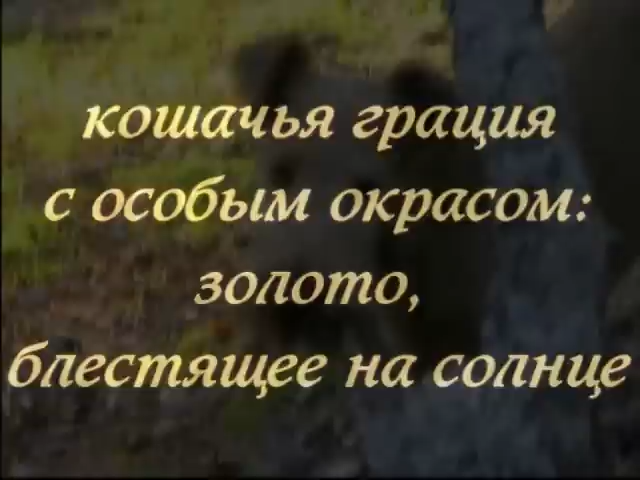 кошачья грация
с особым окрасом:
золото,
блестящее на солнце